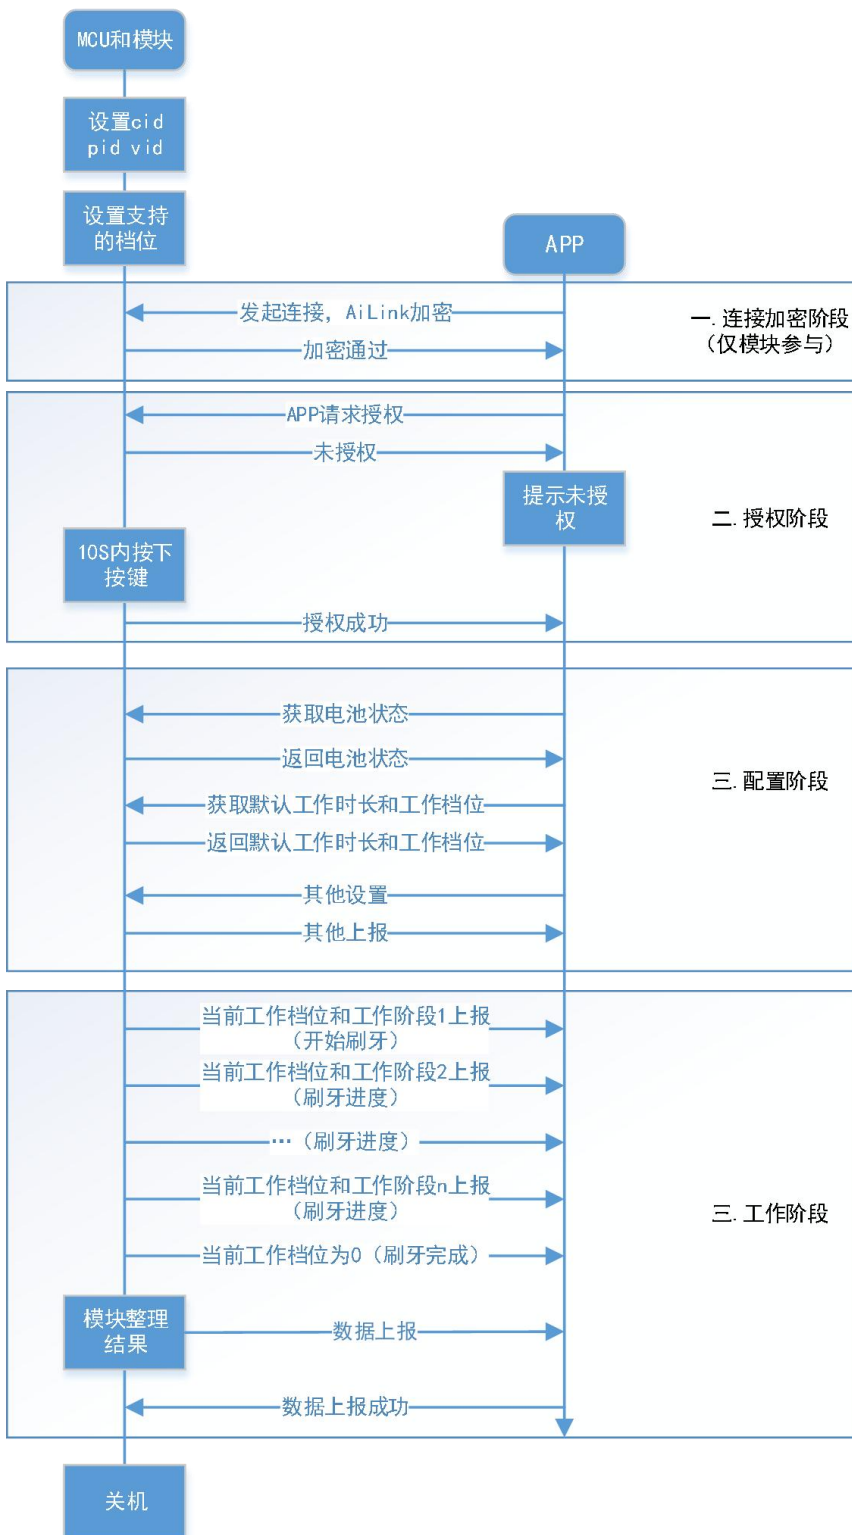 MCU和模块
设置cid
pid vid
设置支持
的档位
APP
发起连接，AiLink加密
加密通过
一.连接加密阶段
（仅模块参与）
APP请求授权
未授权
提示未授
权
10S内按下
按键
授权成功
二.授权阶段
获取电池状态
返回电池状态
获取默认工作时长和工作档位
返回默认工作时长和工作档位
其他设置
其他上报
三.配置阶段
当前工作档位和工作阶段1上报
（开始刷牙）
当前工作档位和工作阶段2上报
（刷牙进度）
…（刷牙进度）
当前工作档位和工作阶段n上报
（刷牙进度）
当前工作档位为0（刷牙完成）
三.工作阶段
模块整理
结果
数据上报
数据上报成功
关机